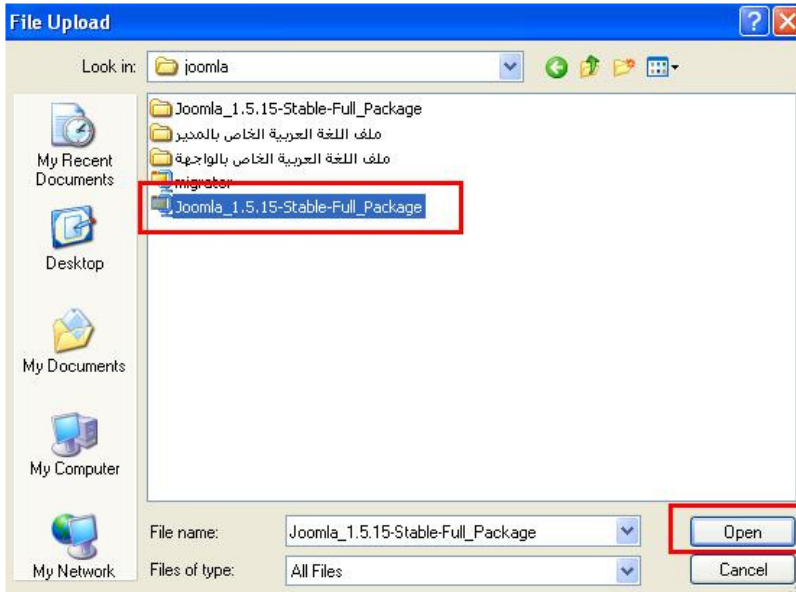 File Upload
Look in:
joomla
Joomla_1.5.15-Stable-Full_Package
ملف اللغة العربية الخاص بالمدير
ملف اللغة العربية الخاص بالواجهة
migrator
Joomla_1.5.15-Stable-Full_Package
My Recent
Documents
Desktop
My Documents
My Computer
My Network
File name:
Joomla_1.5.15-Stable-Full_Package
Open
Files of type:
All Files
Cancel